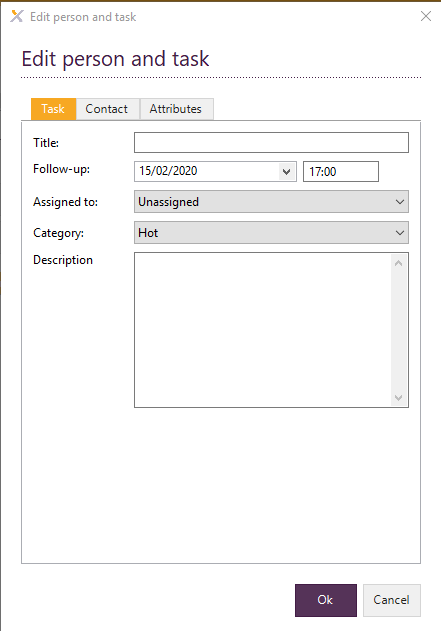 Edit person and task
Edit person and task
Task Contact Attributes
Title:
Follow-up: 15/02/2020 17:00
Assigned to: Unassigned
Category: Hot
Description
Ok Cancel